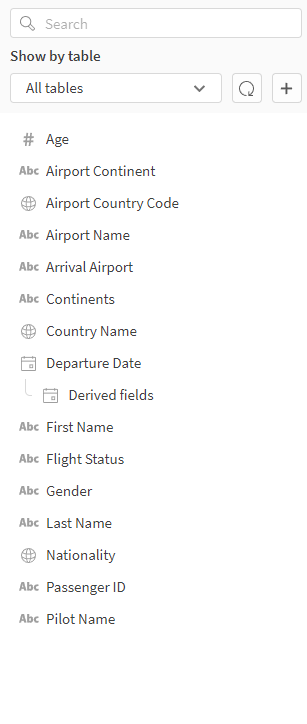 Search
Show by table
All tables
# Age
Abc Airport Continent
Airport Country Code
Abc Airport Name
Abc Arrival Airport
Abc Continents
Country Name
Departure Date
Derived fields
Abc First Name
Abc Flight Status
Abc Gender
Abc Last Name
Nationality
Abc Passenger ID
Abc Pilot Name